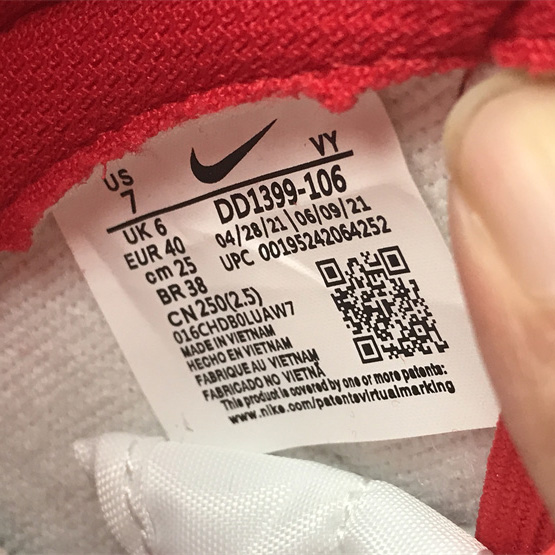 US VY
7 DD1399-106
UK 6 04/28/21|06/09/21
EUR 40 UPC 00195242064252
cm 25
BR 38
CN 250(2.5)
016CHDB0LUAW7
MADE IN VIETNAM
HECHO EN VIETNAM
FABRIQUE AU VIETNAM
FABRICADO NO VIETNÃ
This product is covered by one or more patents:
www.nike.com/patentsvirtualmarking